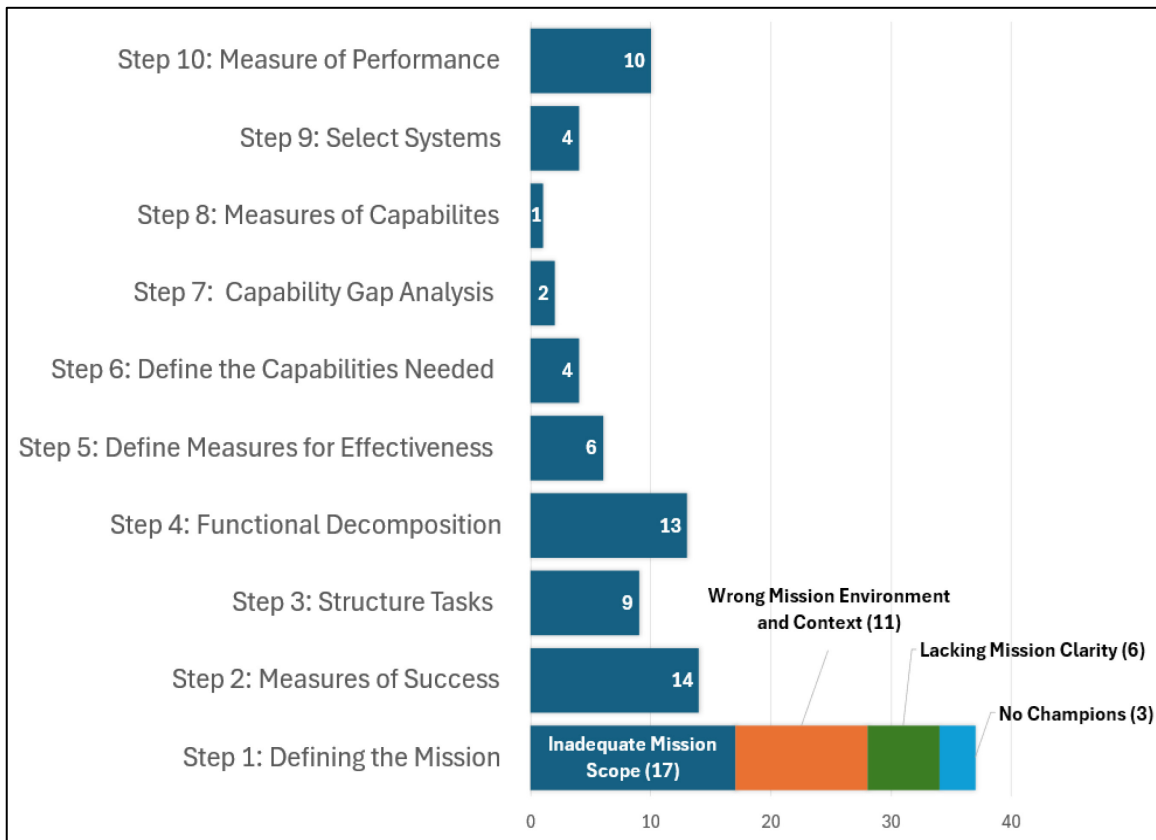 Step 10: Measure of Performance
10
Step 9: Select Systems
4
Step 8: Measures of Capabilites
1
Step 7: Capability Gap Analysis
2
Step 6: Define the Capabilities Needed
4
Step 5: Define Measures for Effectiveness
6
Step 4: Functional Decomposition
13
Step 3: Structure Tasks
9
Wrong Mission Environment
and Context (11)
Lacking Mission Clarity (6)
Step 2: Measures of Success
14
No Champions (3)
Step 1: Defining the Mission
Inadequate Mission
Scope (17)
0
10
20
30
40